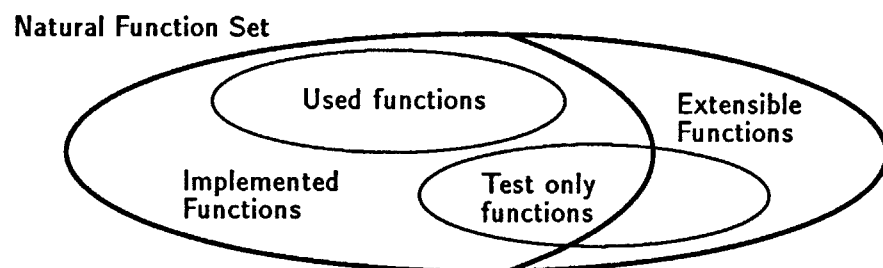 Natural Function Set
Used functions
Extensible
Functions
Implemented
Functions
Test only
functions